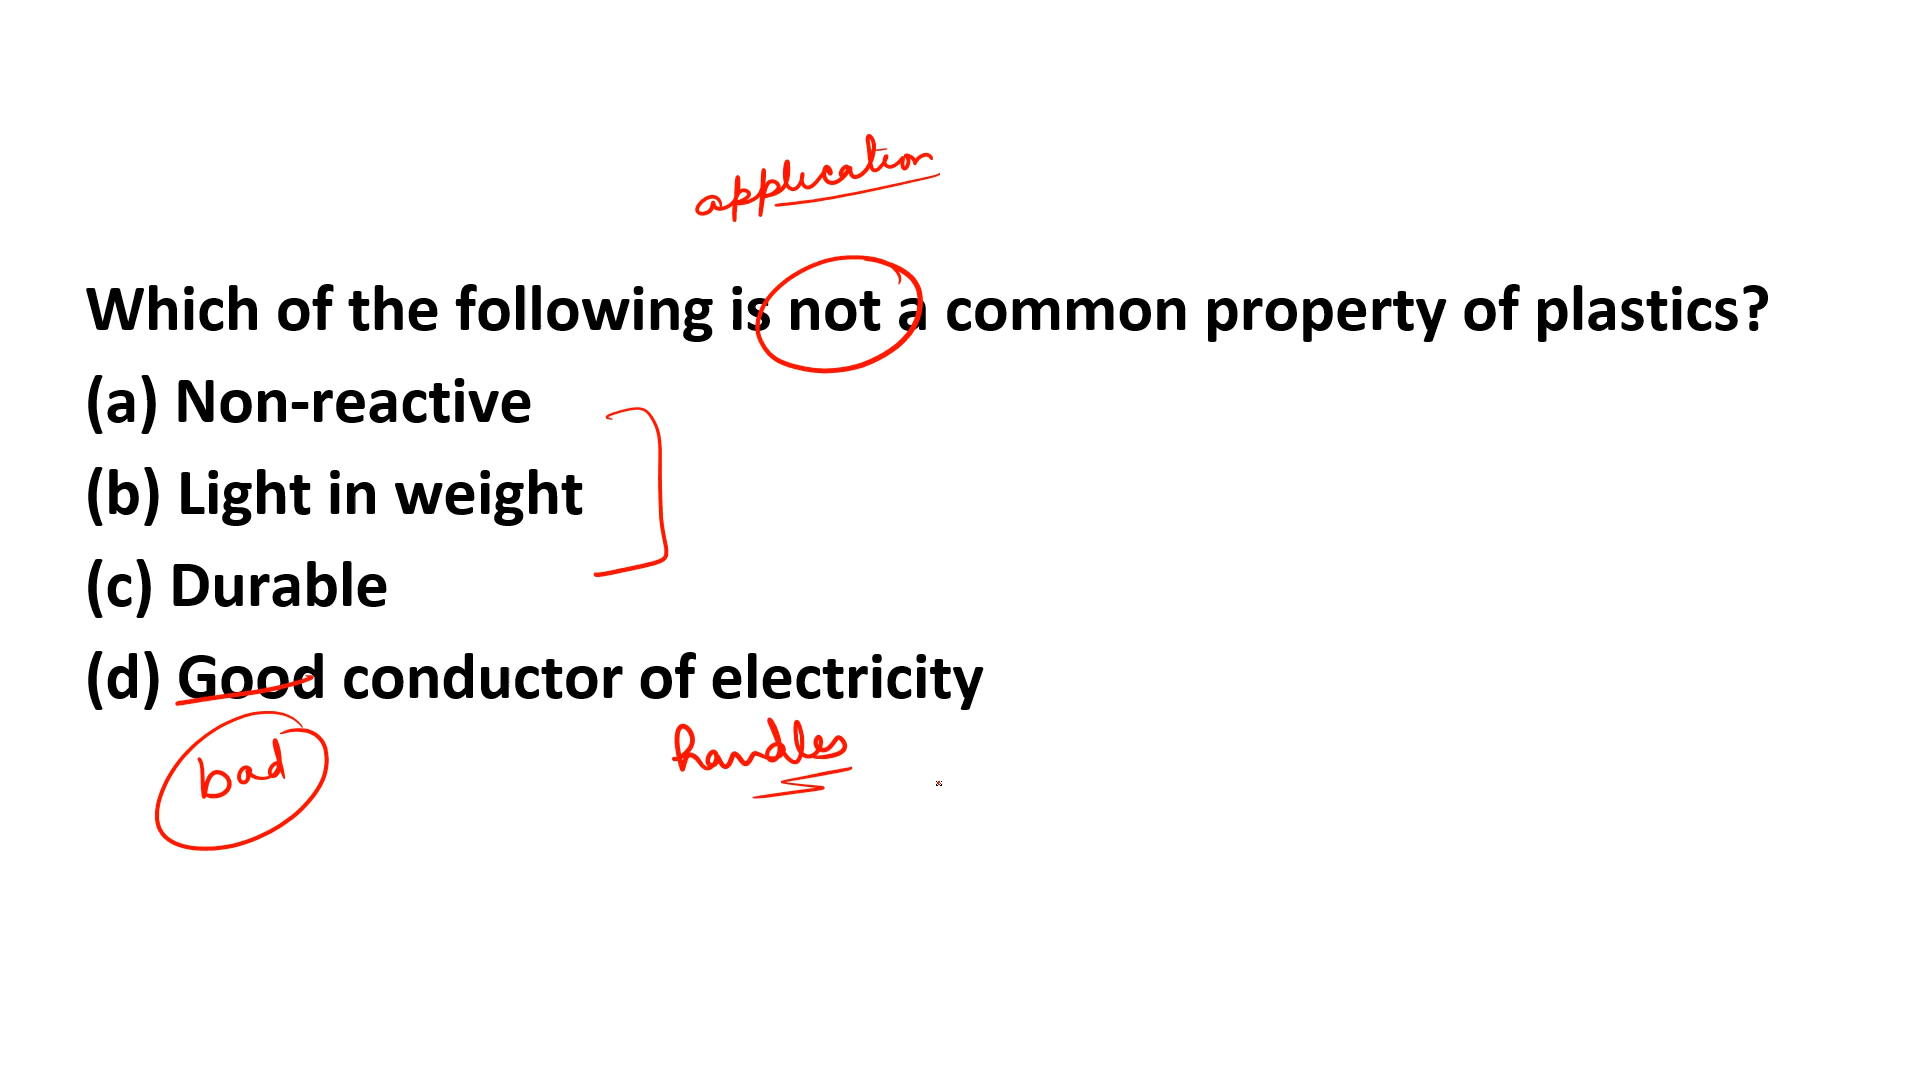 application
Which of the following is not a common property of plastics?
(a) Non-reactive
(b) Light in weight
(c) Durable
(d) Good conductor of electricity
bad
handles